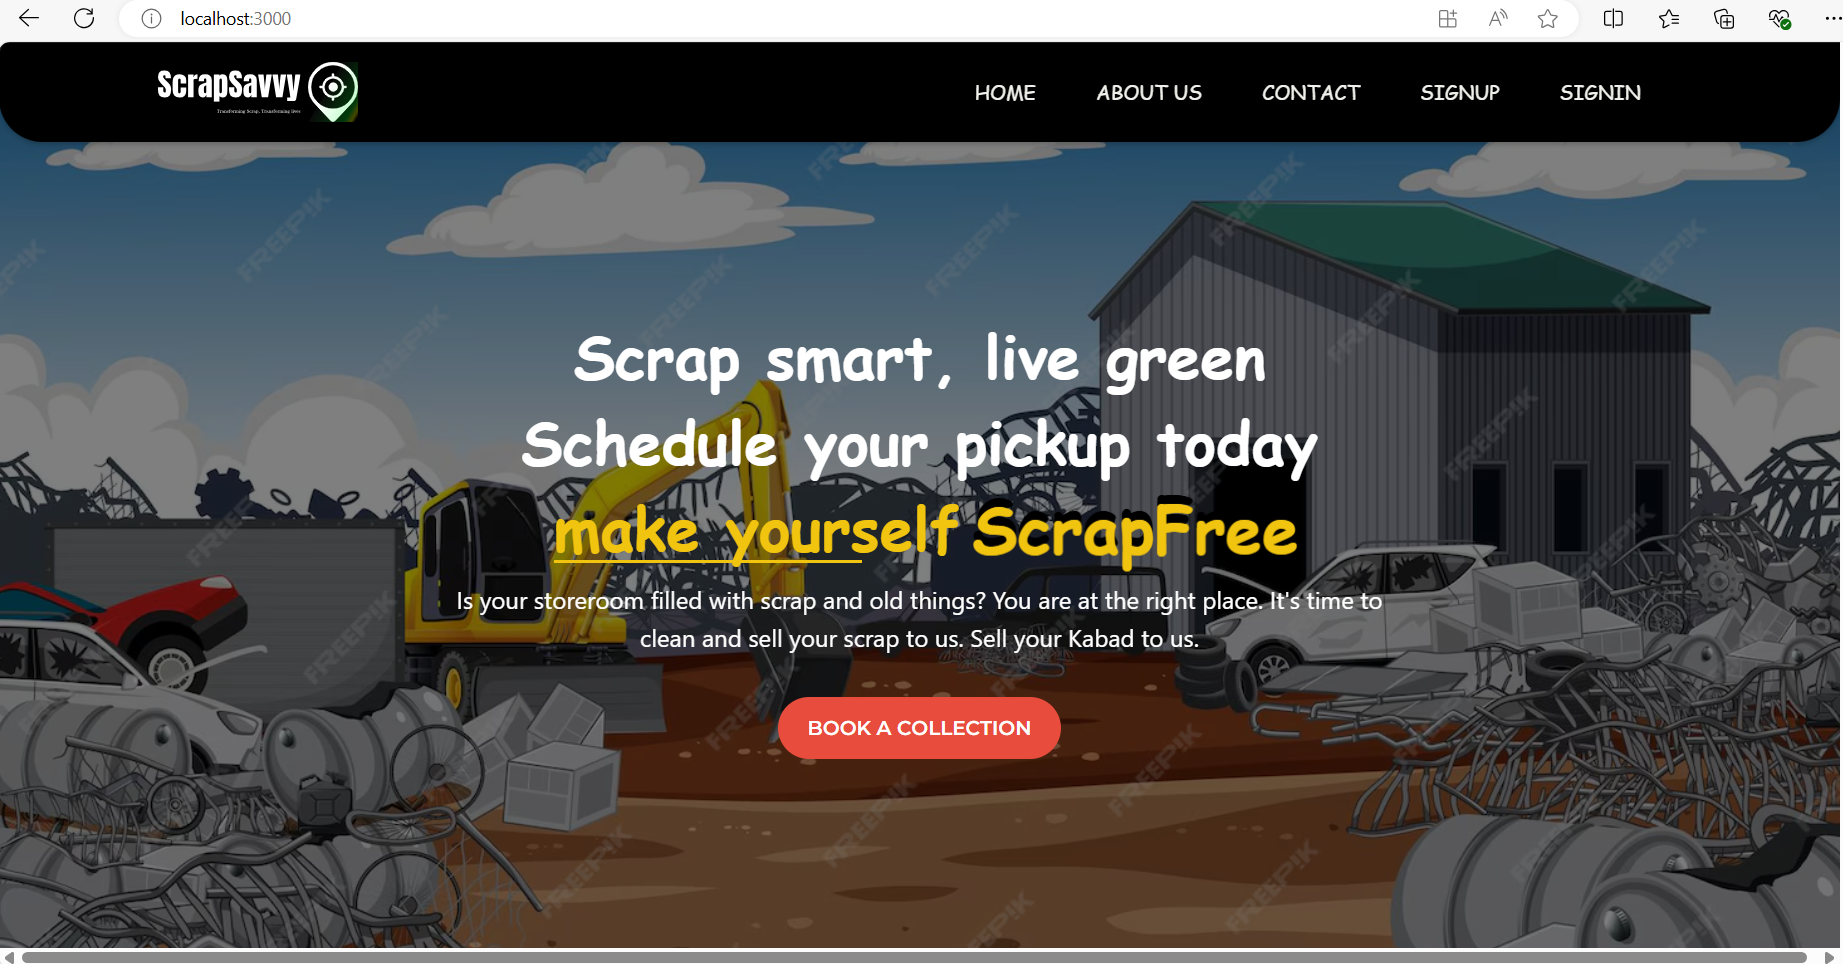 localhost:3000
ScrapSavvy
Transforming Scrap, Transforming lives
HOME ABOUT US CONTACT SIGNUP SIGNIN
Scrap smart, live green
Schedule your pickup today
make yourself ScrapFree
Is your storeroom filled with scrap and old things? You are at the right place. It's time to
clean and sell your scrap to us. Sell your Kabad to us.
BOOK A COLLECTION
FREEPIK